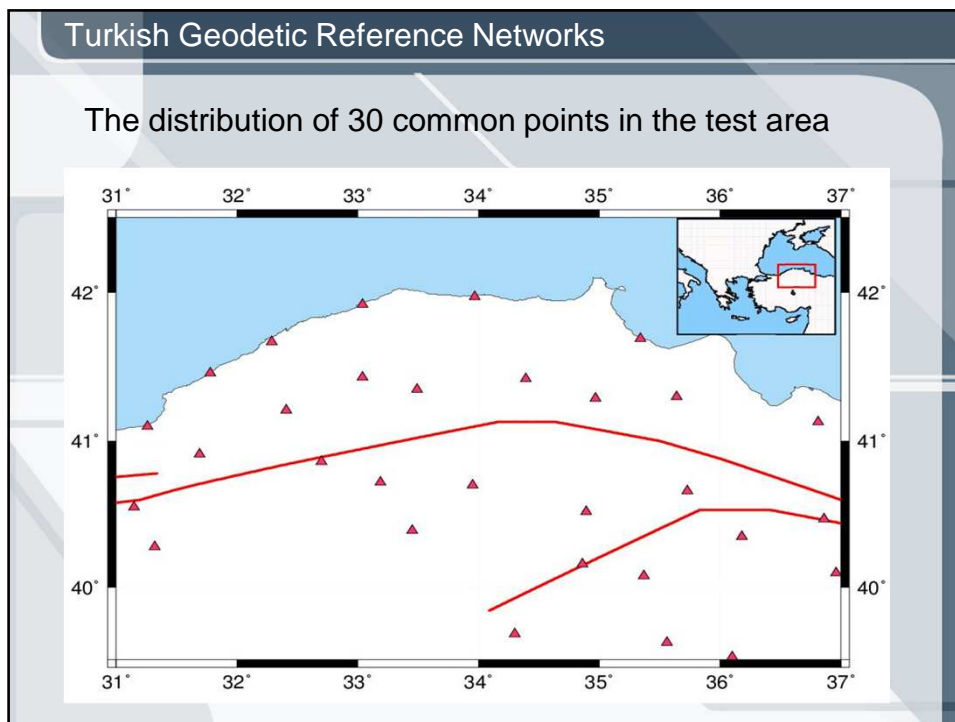 Turkish Geodetic Reference Networks
The distribution of 30 common points in the test area
31° 32° 33° 34° 35° 36° 37°
42° 42°
41° 41°
40° 40°
31° 32° 33° 34° 35° 36° 37°